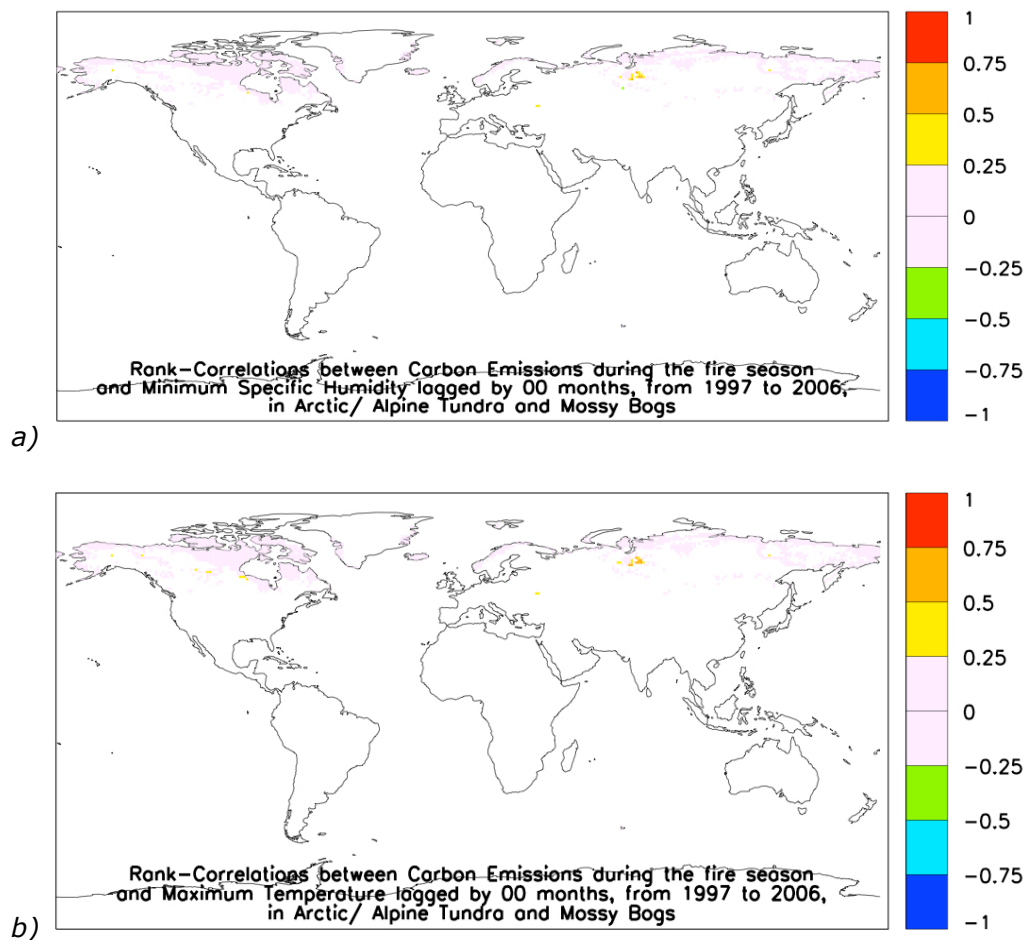 1
0.75
0.5
0.25
0
-0.25
-0.5
-0.75
-1
Rank-Correlations between Carbon Emissions during the fire season
and Minimum Specific Humidity lagged by 00 months, from 1997 to 2006,
in Arctic/ Alpine Tundra and Mossy Bogs
a)
1
0.75
0.5
0.25
0
-0.25
-0.5
-0.75
-1
Rank-Correlations between Carbon Emissions during the fire season
and Maximum Temperature lagged by 00 months, from 1997 to 2006,
in Arctic/ Alpine Tundra and Mossy Bogs
b)